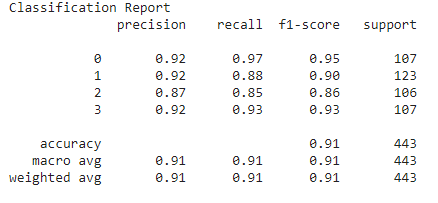 Classification Report
precision recall f1-score support
0 0.92 0.97 0.95 107
1 0.92 0.88 0.90 123
2 0.87 0.85 0.86 106
3 0.92 0.93 0.93 107
accuracy 0.91 443
macro avg 0.91 0.91 0.91 443
weighted avg 0.91 0.91 0.91 443